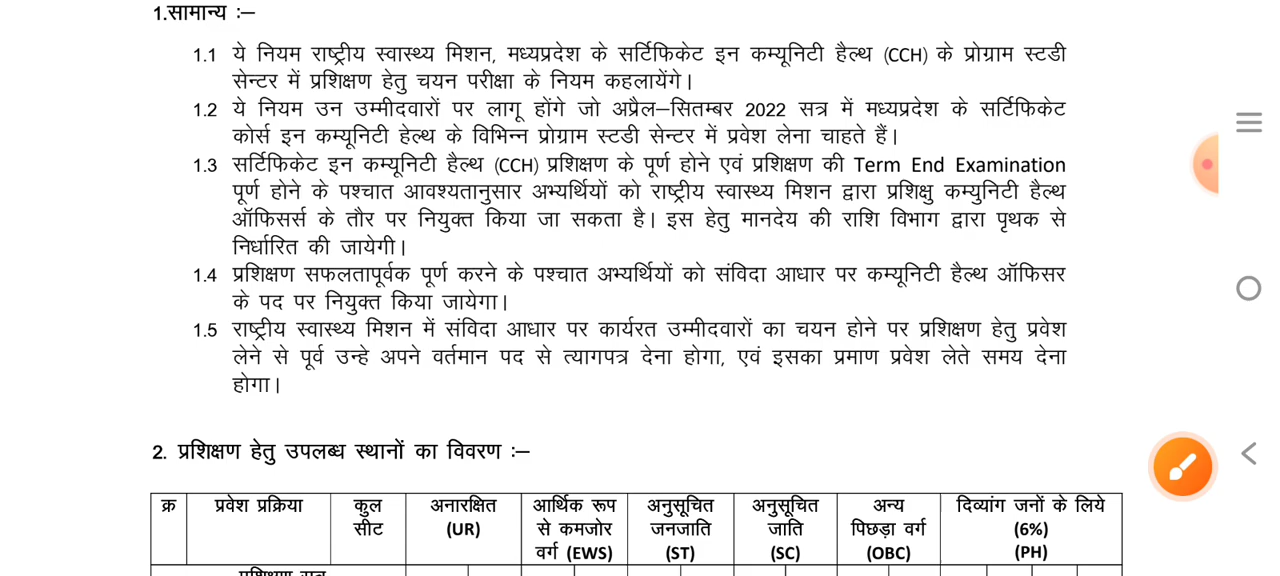 1.सामान्य :–
1.1 ये नियम राष्ट्रीय स्वास्थ्य मिशन, मध्यप्रदेश के सर्टिफिकेट इन कम्यूनिटी हैल्थ (CCH) के प्रोग्राम स्टडी
सेन्टर में प्रशिक्षण हेतु चयन परीक्षा के नियम कहलायेंगे।
1.2 ये नियम उन उम्मीदवारों पर लागू होंगे जो अप्रैल–सितम्बर 2022 सत्र में मध्यप्रदेश के सर्टिफिकेट
कोर्स इन कम्यूनिटी हेल्थ के विभिन्न प्रोग्राम स्टडी सेन्टर में प्रवेश लेना चाहते हैं।
1.3 सर्टिफिकेट इन कम्यूनिटी हैल्थ (CCH) प्रशिक्षण के पूर्ण होने एवं प्रशिक्षण की Term End Examination
पूर्ण होने के पश्चात आवश्यतानुसार अभ्यर्थियों को राष्ट्रीय स्वास्थ्य मिशन द्वारा प्रशिक्षु कम्युनिटी हैल्थ
ऑफिसर्स के तौर पर नियुक्त किया जा सकता है। इस हेतु मानदेय की राशि विभाग द्वारा पृथक से
निर्धारित की जायेगी।
1.4 प्रशिक्षण सफलतापूर्वक पूर्ण करने के पश्चात अभ्यर्थियों को संविदा आधार पर कम्यूनिटी हैल्थ ऑफिसर
के पद पर नियुक्त किया जायेगा।
1.5 राष्ट्रीय स्वास्थ्य मिशन में संविदा आधार पर कार्यरत उम्मीदवारों का चयन होने पर प्रशिक्षण हेतु प्रवेश
लेने से पूर्व उन्हे अपने वर्तमान पद से त्यागपत्र देना होगा, एवं इसका प्रमाण प्रवेश लेते समय देना
होगा।
2. प्रशिक्षण हेतु उपलब्ध स्थानों का विवरण :–
क्र प्रवेश प्रक्रिया कुल अनारक्षित आर्थिक रूप अनुसूचित अनुसूचित अन्य दिव्यांग जनों के लिये
सीट (UR) से कमजोर जनजाति जाति पिछड़ा वर्ग (6%)
वर्ग (EWS) (ST) (SC) (OBC) (PH)
प्रशिक्षण सत्र